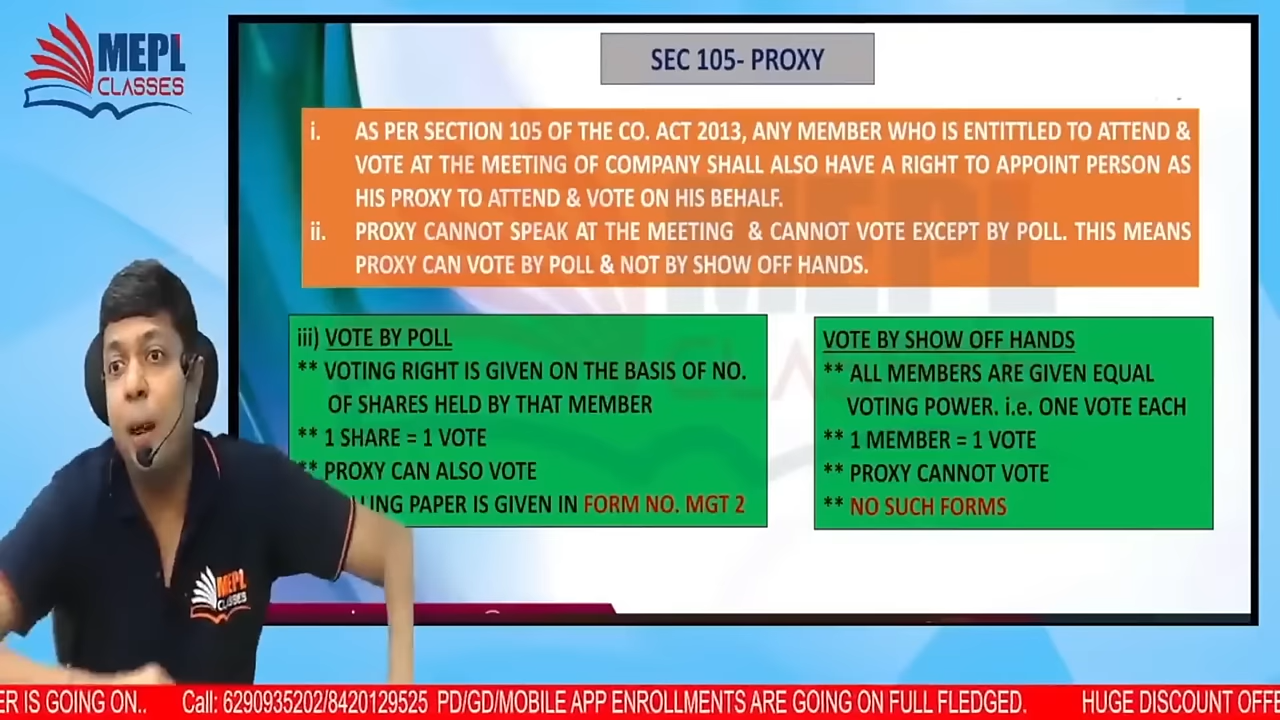 MEPL
CLASSES
SEC 105- PROXY
i. AS PER SECTION 105 OF THE CO. ACT 2013, ANY MEMBER WHO IS ENTITTLED TO ATTEND &
VOTE AT THE MEETING OF COMPANY SHALL ALSO HAVE A RIGHT TO APPOINT PERSON AS
HIS PROXY TO ATTEND & VOTE ON HIS BEHALF.
ii. PROXY CANNOT SPEAK AT THE MEETING & CANNOT VOTE EXCEPT BY POLL. THIS MEANS
PROXY CAN VOTE BY POLL & NOT BY SHOW OFF HANDS.
iii) VOTE BY POLL
** VOTING RIGHT IS GIVEN ON THE BASIS OF NO.
OF SHARES HELD BY THAT MEMBER
** 1 SHARE = 1 VOTE
** PROXY CAN ALSO VOTE
PAPER IS GIVEN IN FORM NO. MGT 2
VOTE BY SHOW OFF HANDS
** ALL MEMBERS ARE GIVEN EQUAL
VOTING POWER. i.e. ONE VOTE EACH
** 1 MEMBER = 1 VOTE
** PROXY CANNOT VOTE
** NO SUCH FORMS
MEPL
CLASSES
ER IS GOING ON.. Call: 6290935202/8420129525 PD/GD/MOBILE APP ENROLLMENTS ARE GOING ON FULL FLEDGED. HUGE DISCOUNT OFFE